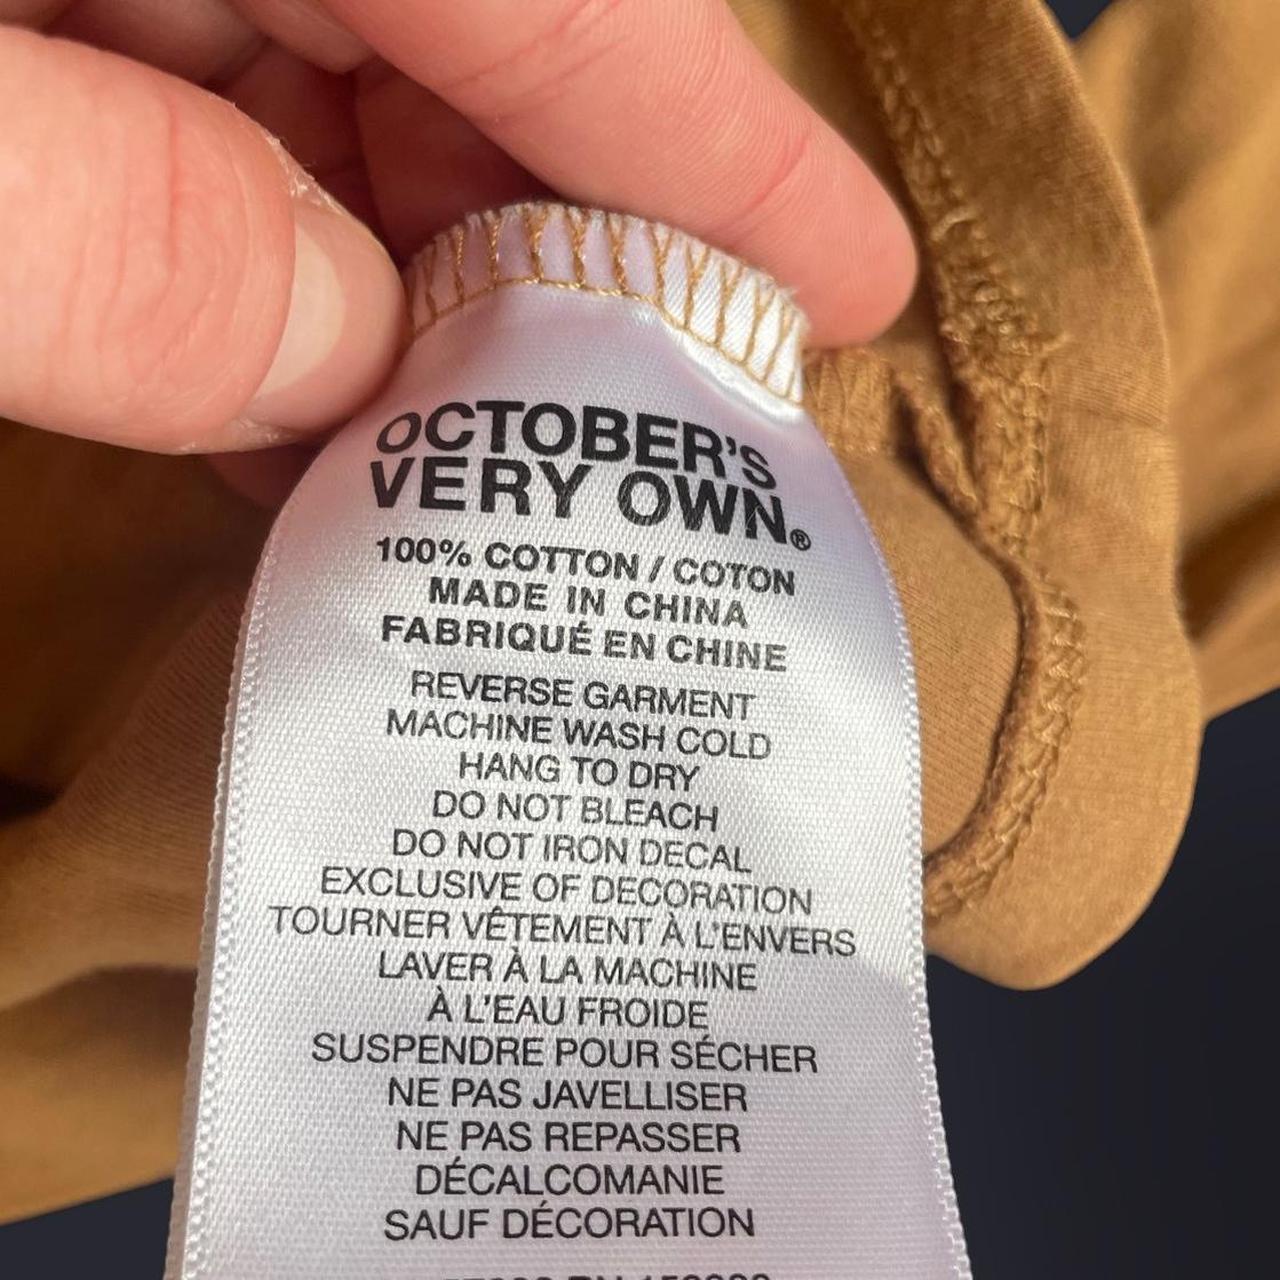 OCTOBER'S
VERY OWN®
100% COTTON / COTON
MADE IN CHINA
FABRIQUÉ EN CHINE
REVERSE GARMENT
MACHINE WASH COLD
HANG TO DRY
DO NOT BLEACH
DO NOT IRON DECAL
EXCLUSIVE OF DECORATION
TOURNER VÊTEMENT À L'ENVERS
LAVER À LA MACHINE
À L'EAU FROIDE
SUSPENDRE POUR SÉCHER
NE PAS JAVELLISER
NE PAS REPASSER
DÉCALCOMANIE
SAUF DÉCORATION